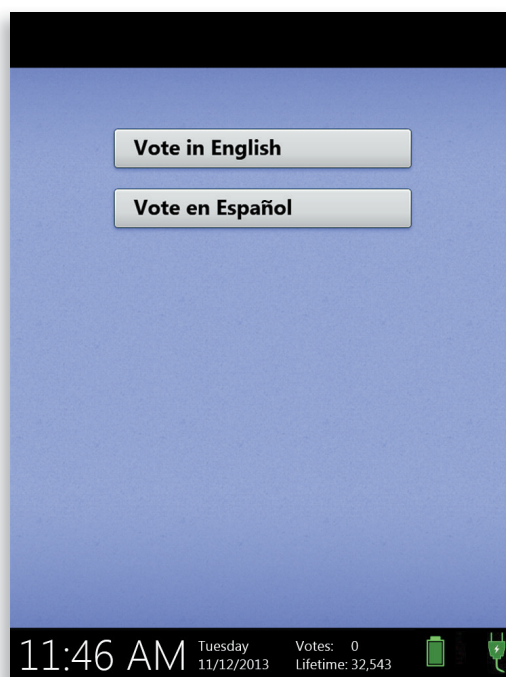 Vote in English
Vote en Español
11:46 AM
Tuesday
11/12/2013
Votes: 0
Lifetime: 32,543